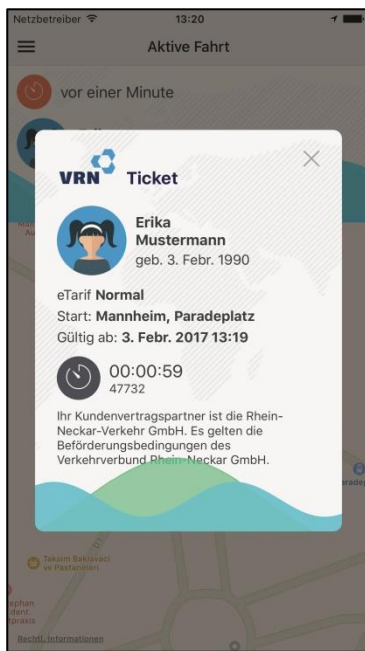 Netzbetreiber 13:20
Aktive Fahrt
vor einer Minute
VRN Ticket
Erika
Mustermann
geb. 3. Febr. 1990
eTarif Normal
Start: Mannheim, Paradeplatz
Gültig ab: 3. Febr. 2017 13:19
00:00:59
47732
Ihr Kundenvertragspartner ist die Rhein-
Neckar-Verkehr GmbH. Es gelten die
Beförderungsbedingungen des
Verkehrverbund Rhein-Neckar GmbH.
Taksim Baklavaci
ve Pastanileri
Rechtl. Informationen